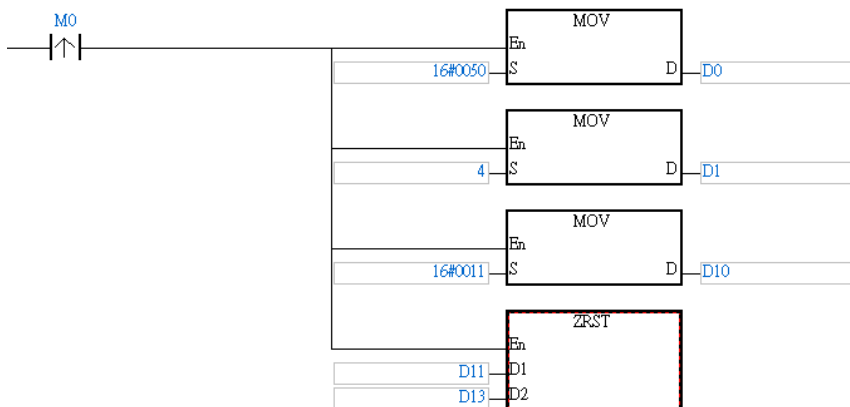 M0
MOV
En
16#0050 S D D0
MOV
En
4 S D D1
MOV
En
16#0011 S D D10
ZRST
En
D11 D1
D13 D2